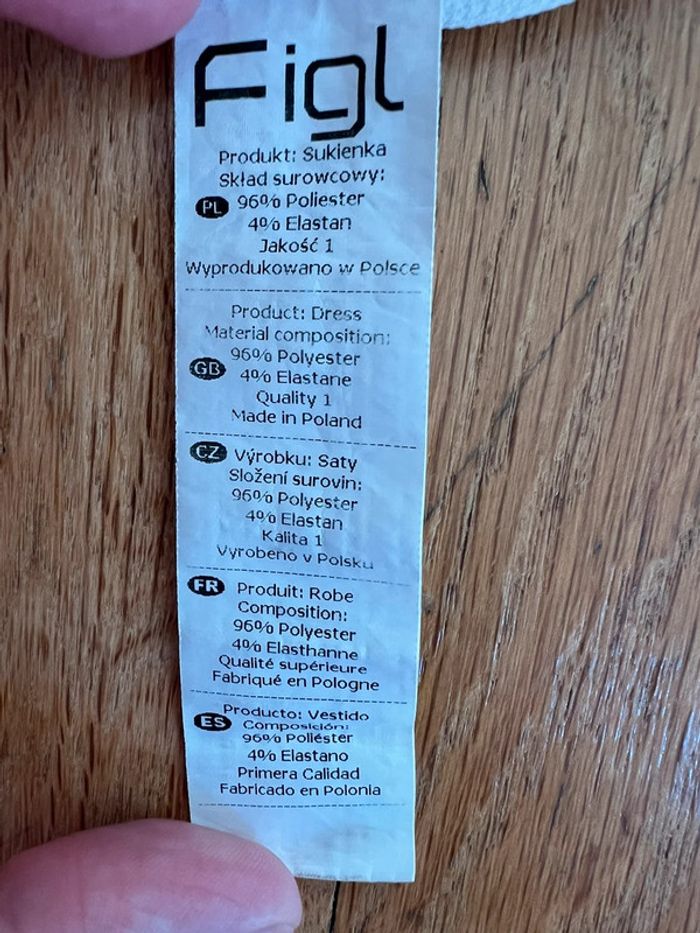 Figl
Produkt: Sukienka
Skład surowcowy:
PL 96% Poliester
4% Elastan
Jakość 1
Wyprodukowano w Polsce
Product: Dress
Material composition:
96% Polyester
GB 4% Elastane
Quality 1
Made in Poland
CZ Výrobku: Saty
Složení surovin:
96% Polyester
4% Elastan
Kalita 1
Vyrobeno v Polsku
FR Produit: Robe
Composition:
96% Polyester
4% Elasthanne
Qualité supérieure
Fabriqué en Pologne
Producto: Vestido
ES Composición:
96% Poliéster
4% Elastano
Primera Calidad
Fabricado en Polonia